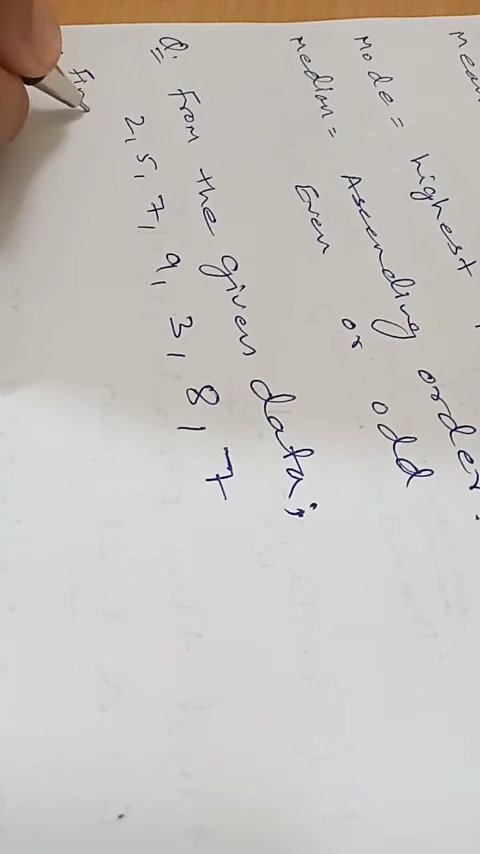 Mode = highest
Median = Ascending order.
Even or odd
Q. From the given data;
2, 5, 7, 9, 3, 8, 7